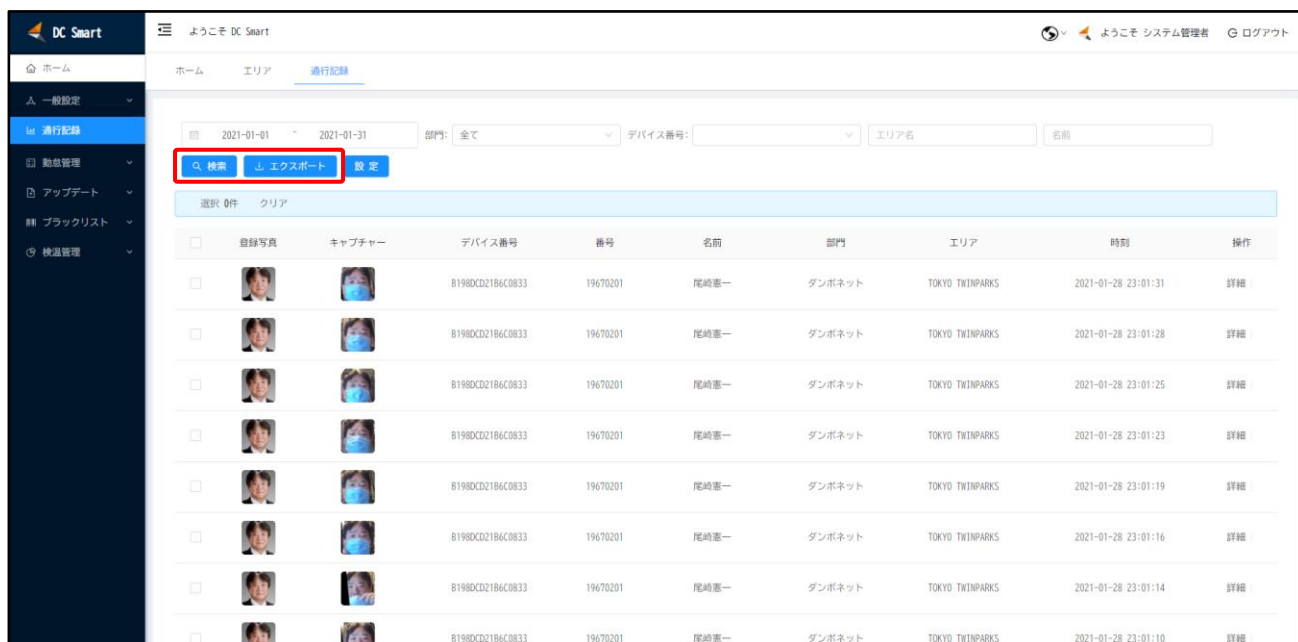 DC Smart
ようこそ DC Smart
ようこそ システム管理者 ログアウト
ホーム
一般設定
通行記録
勤怠管理
アップデート
ブラックリスト
検温管理
ホーム エリア 通行記録
2021-01-01 ~ 2021-01-31 部門: 全て デバイス番号: エリア名 名前
検索 エクスポート 設定
選択 0件 クリア
登録写真 キャプチャー デバイス番号 番号 名前 部門 エリア 時刻 操作
B198DCD21B6C0833 19670201 尾崎憲一 ダンボネット TOKYO TWINPARKS 2021-01-28 23:01:31 詳細
B198DCD21B6C0833 19670201 尾崎憲一 ダンボネット TOKYO TWINPARKS 2021-01-28 23:01:28 詳細
B198DCD21B6C0833 19670201 尾崎憲一 ダンボネット TOKYO TWINPARKS 2021-01-28 23:01:25 詳細
B198DCD21B6C0833 19670201 尾崎憲一 ダンボネット TOKYO TWINPARKS 2021-01-28 23:01:23 詳細
B198DCD21B6C0833 19670201 尾崎憲一 ダンボネット TOKYO TWINPARKS 2021-01-28 23:01:19 詳細
B198DCD21B6C0833 19670201 尾崎憲一 ダンボネット TOKYO TWINPARKS 2021-01-28 23:01:16 詳細
B198DCD21B6C0833 19670201 尾崎憲一 ダンボネット TOKYO TWINPARKS 2021-01-28 23:01:14 詳細
B198DCD21B6C0833 19670201 尾崎憲一 ダンボネット TOKYO TWINPARKS 2021-01-28 23:01:10 詳細